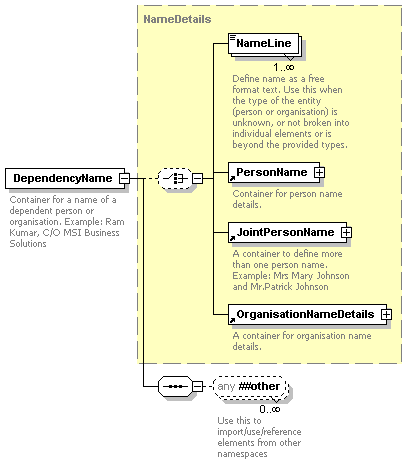 NameDetails
NameLine
1..∞
Define name as a free
format text. Use this when
the type of the entity
(person or organisation) is
unknown, or not broken into
individual elements or is
beyond the provided types.
DependencyName
Container for a name of a
dependent person or
organisation. Example: Ram
Kumar, C/O MSI Business
Solutions
PersonName
Container for person name
details.
JointPersonName
A container to define more
than one person name.
Example: Mrs Mary Johnson
and Mr.Patrick Johnson
OrganisationNameDetails
A container for organisation name
details.
any ##other
0..∞
Use this to
import/use/reference
elements from other
namespaces